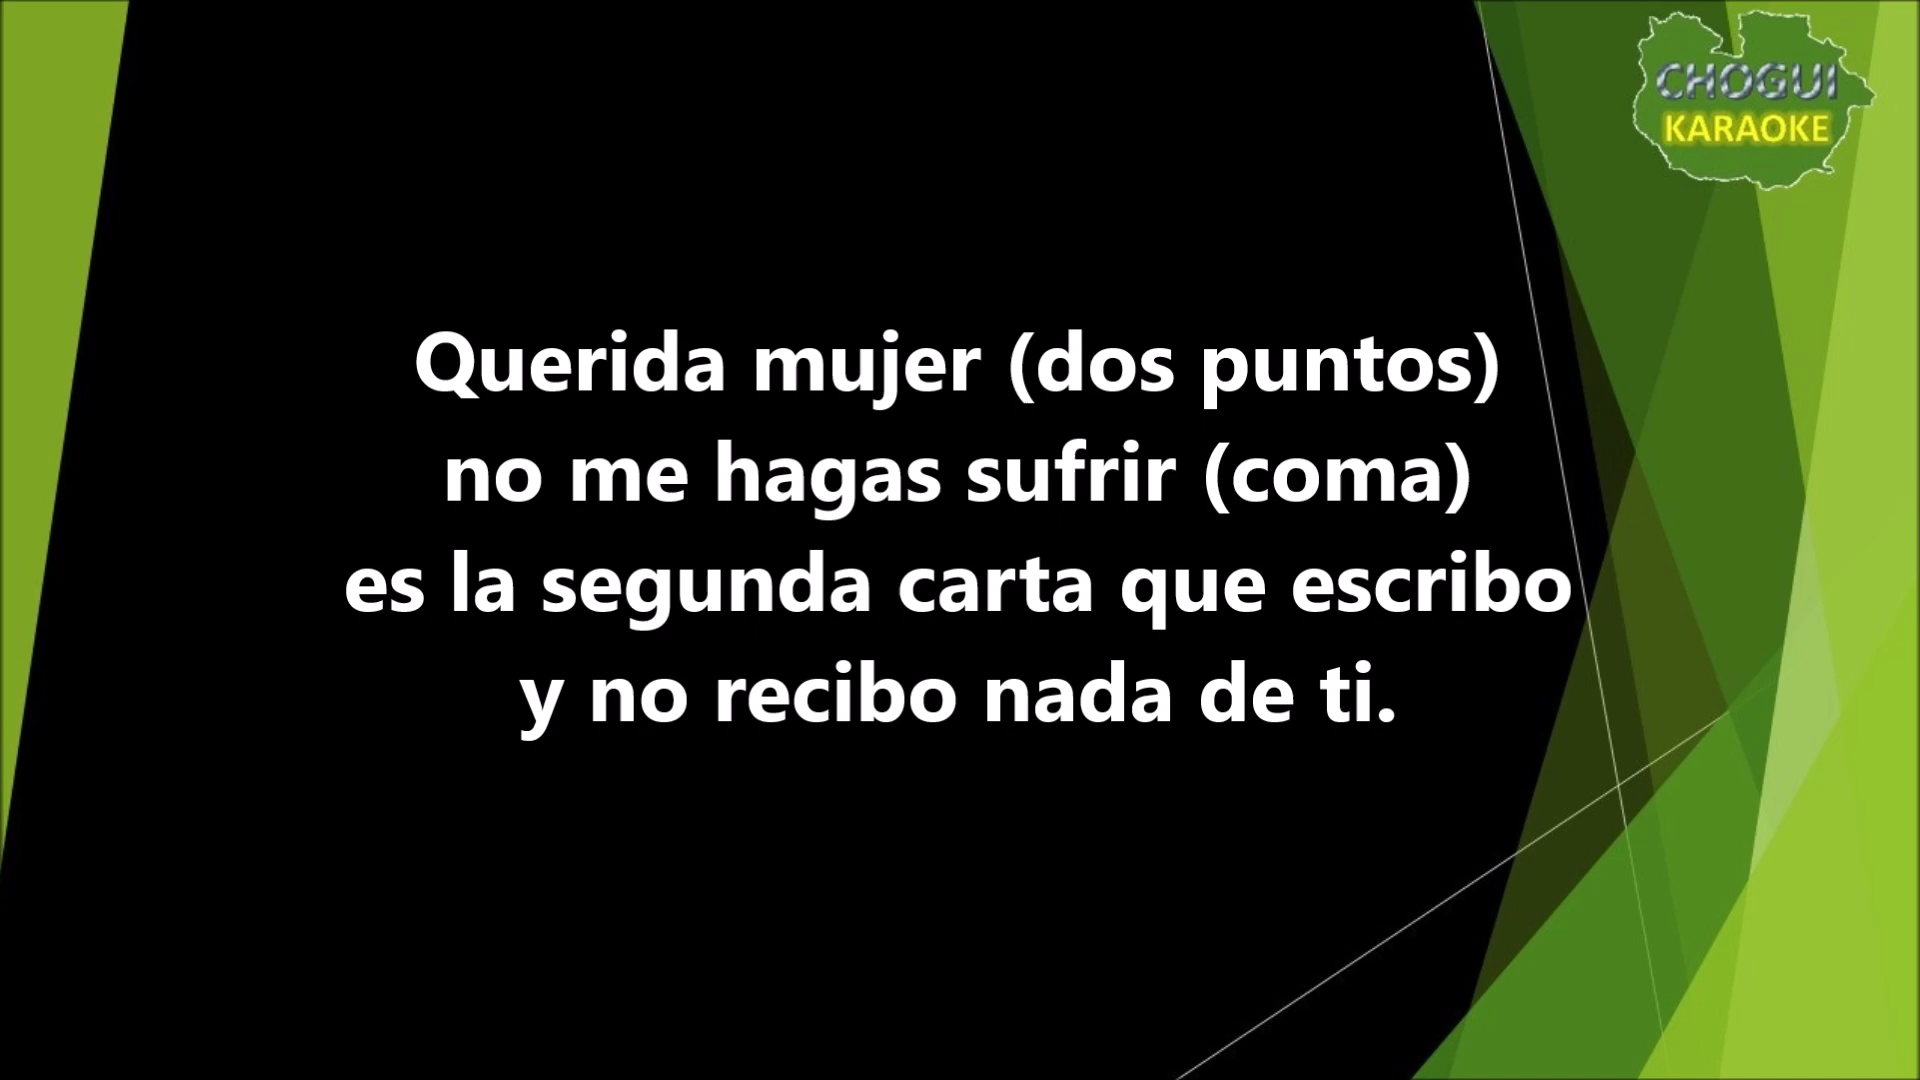 CHOGUI
KARAOKE
Querida mujer (dos puntos)
no me hagas sufrir (coma)
es la segunda carta que escribo
y no recibo nada de ti.